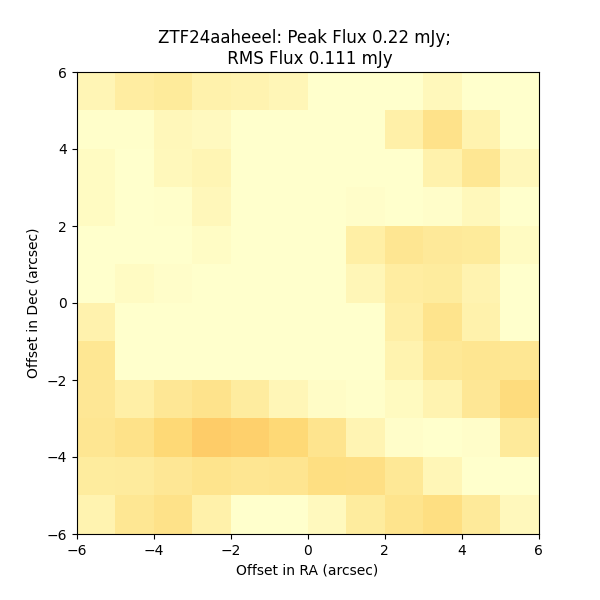 ZTF24aaheeel: Peak Flux 0.22 mJy;
RMS Flux 0.111 mJy
6
4
2
0
−2
−4
−6
Offset in Dec (arcsec)
−6 −4 −2 0 2 4 6
Offset in RA (arcsec)